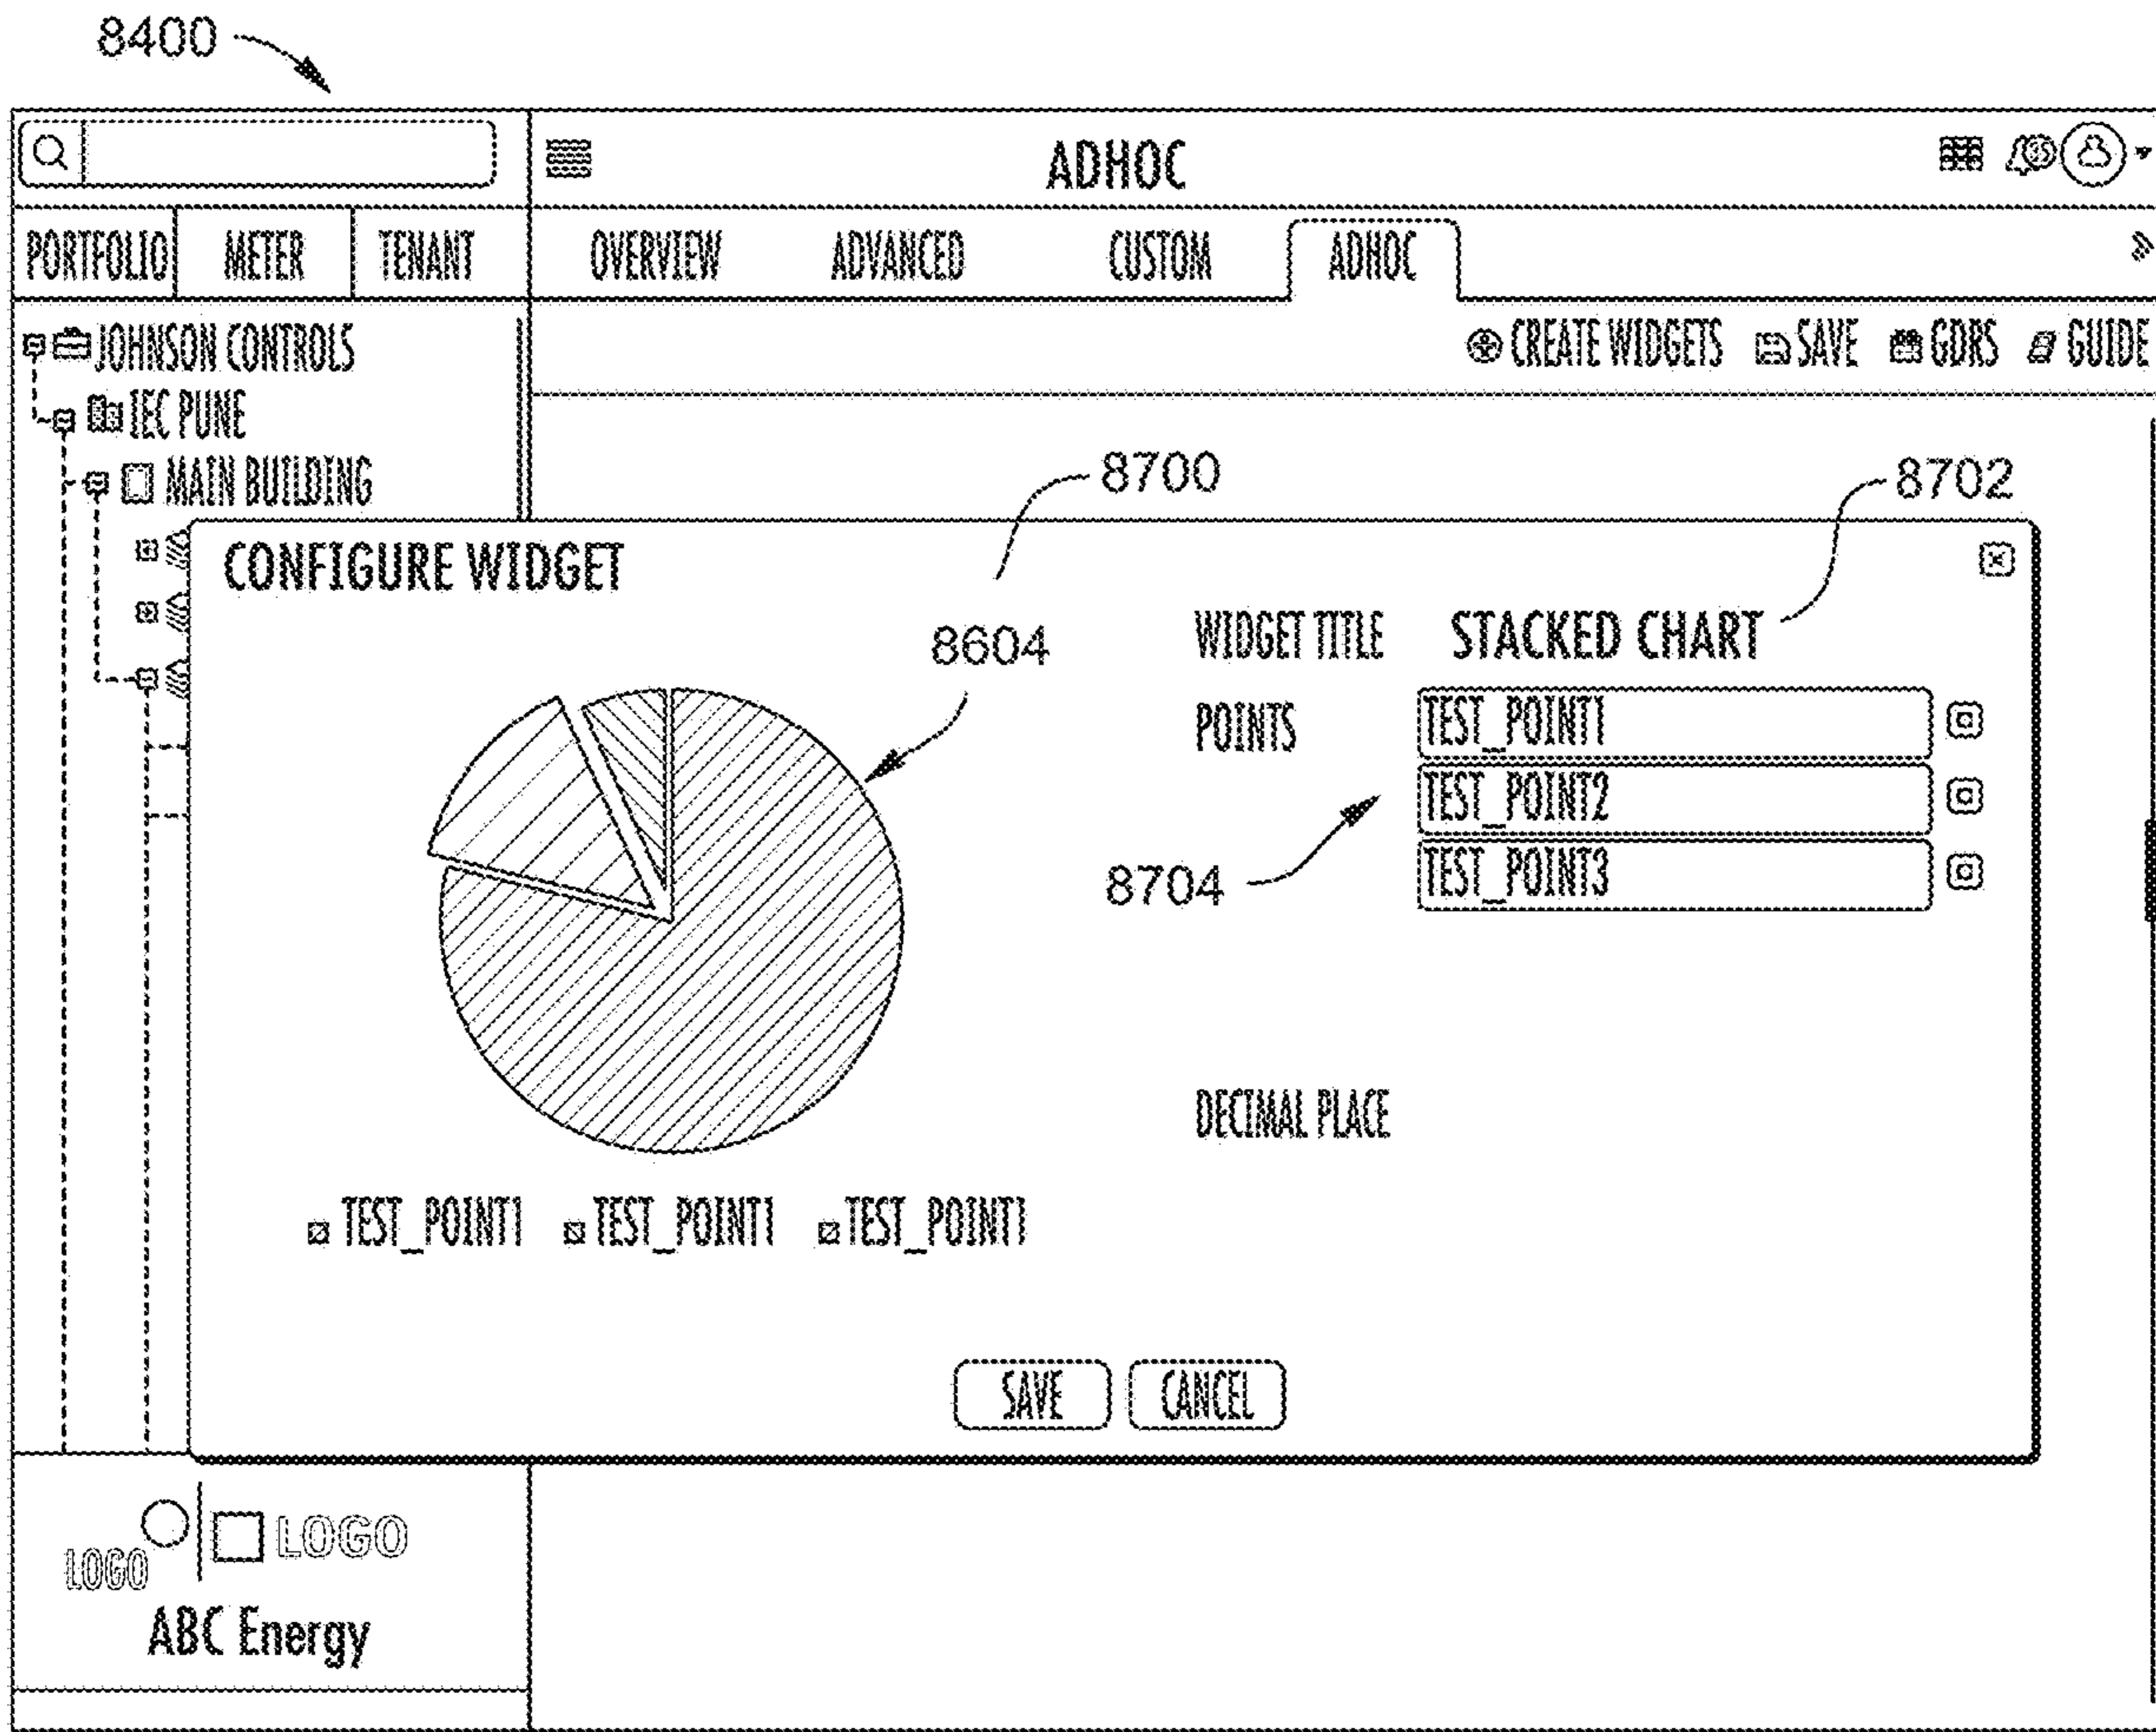 8400
ADHOC
PORTFOLIO METER TENANT OVERVIEW ADVANCED CUSTOM ADHOC
JOHNSON CONTROLS
CREATE WIDGETS SAVE GDRS GUIDE
IEC PUNE
MAIN BUILDING
8700
8702
CONFIGURE WIDGET
8604
WIDGET TITLE STACKED CHART
POINTS TEST_POINT1
TEST_POINT2
8704
TEST_POINT3
DECIMAL PLACE
TEST_POINT1 TEST_POINT1 TEST_POINT1
SAVE CANCEL
LOGO LOGO
ABC Energy